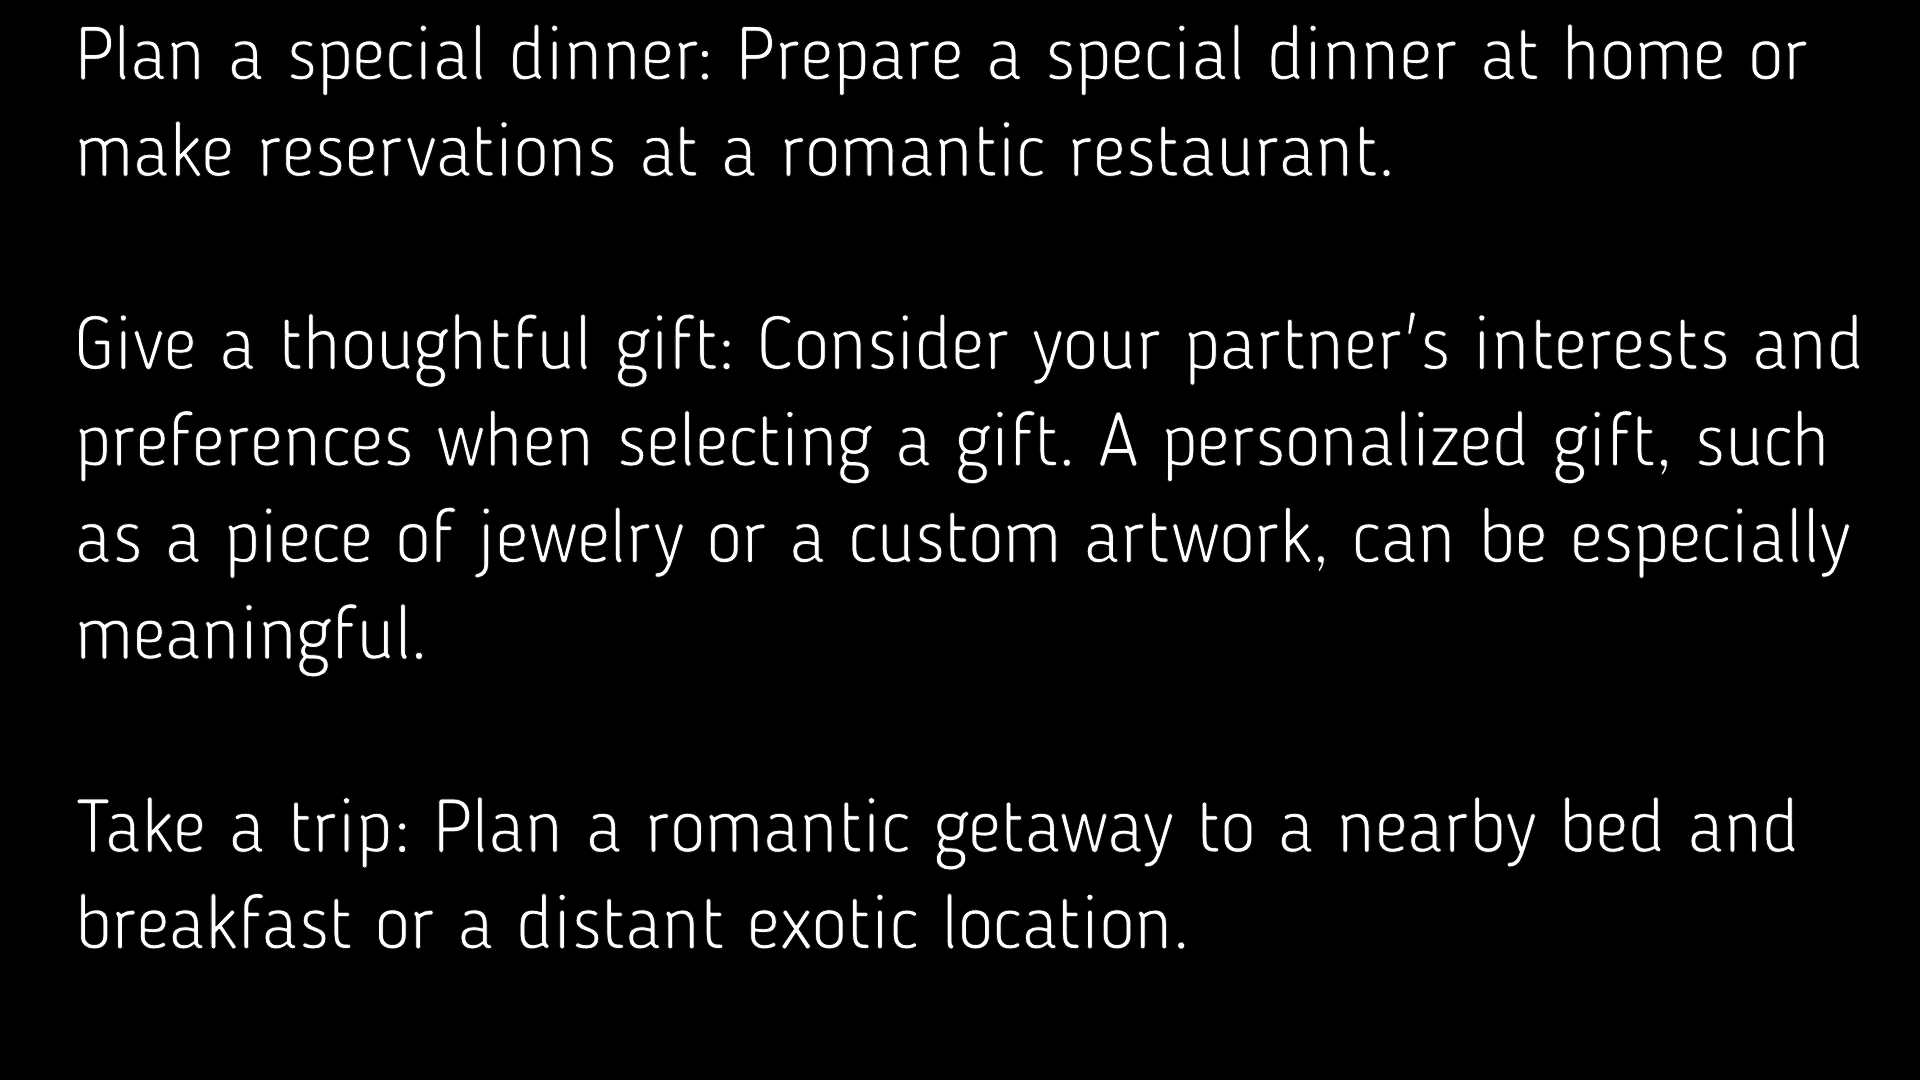 Plan a special dinner: Prepare a special dinner at home or
make reservations at a romantic restaurant.
Give a thoughtful gift: Consider your partner's interests and
preferences when selecting a gift. A personalized gift, such
as a piece of jewelry or a custom artwork, can be especially
meaningful.
Take a trip: Plan a romantic getaway to a nearby bed and
breakfast or a distant exotic location.